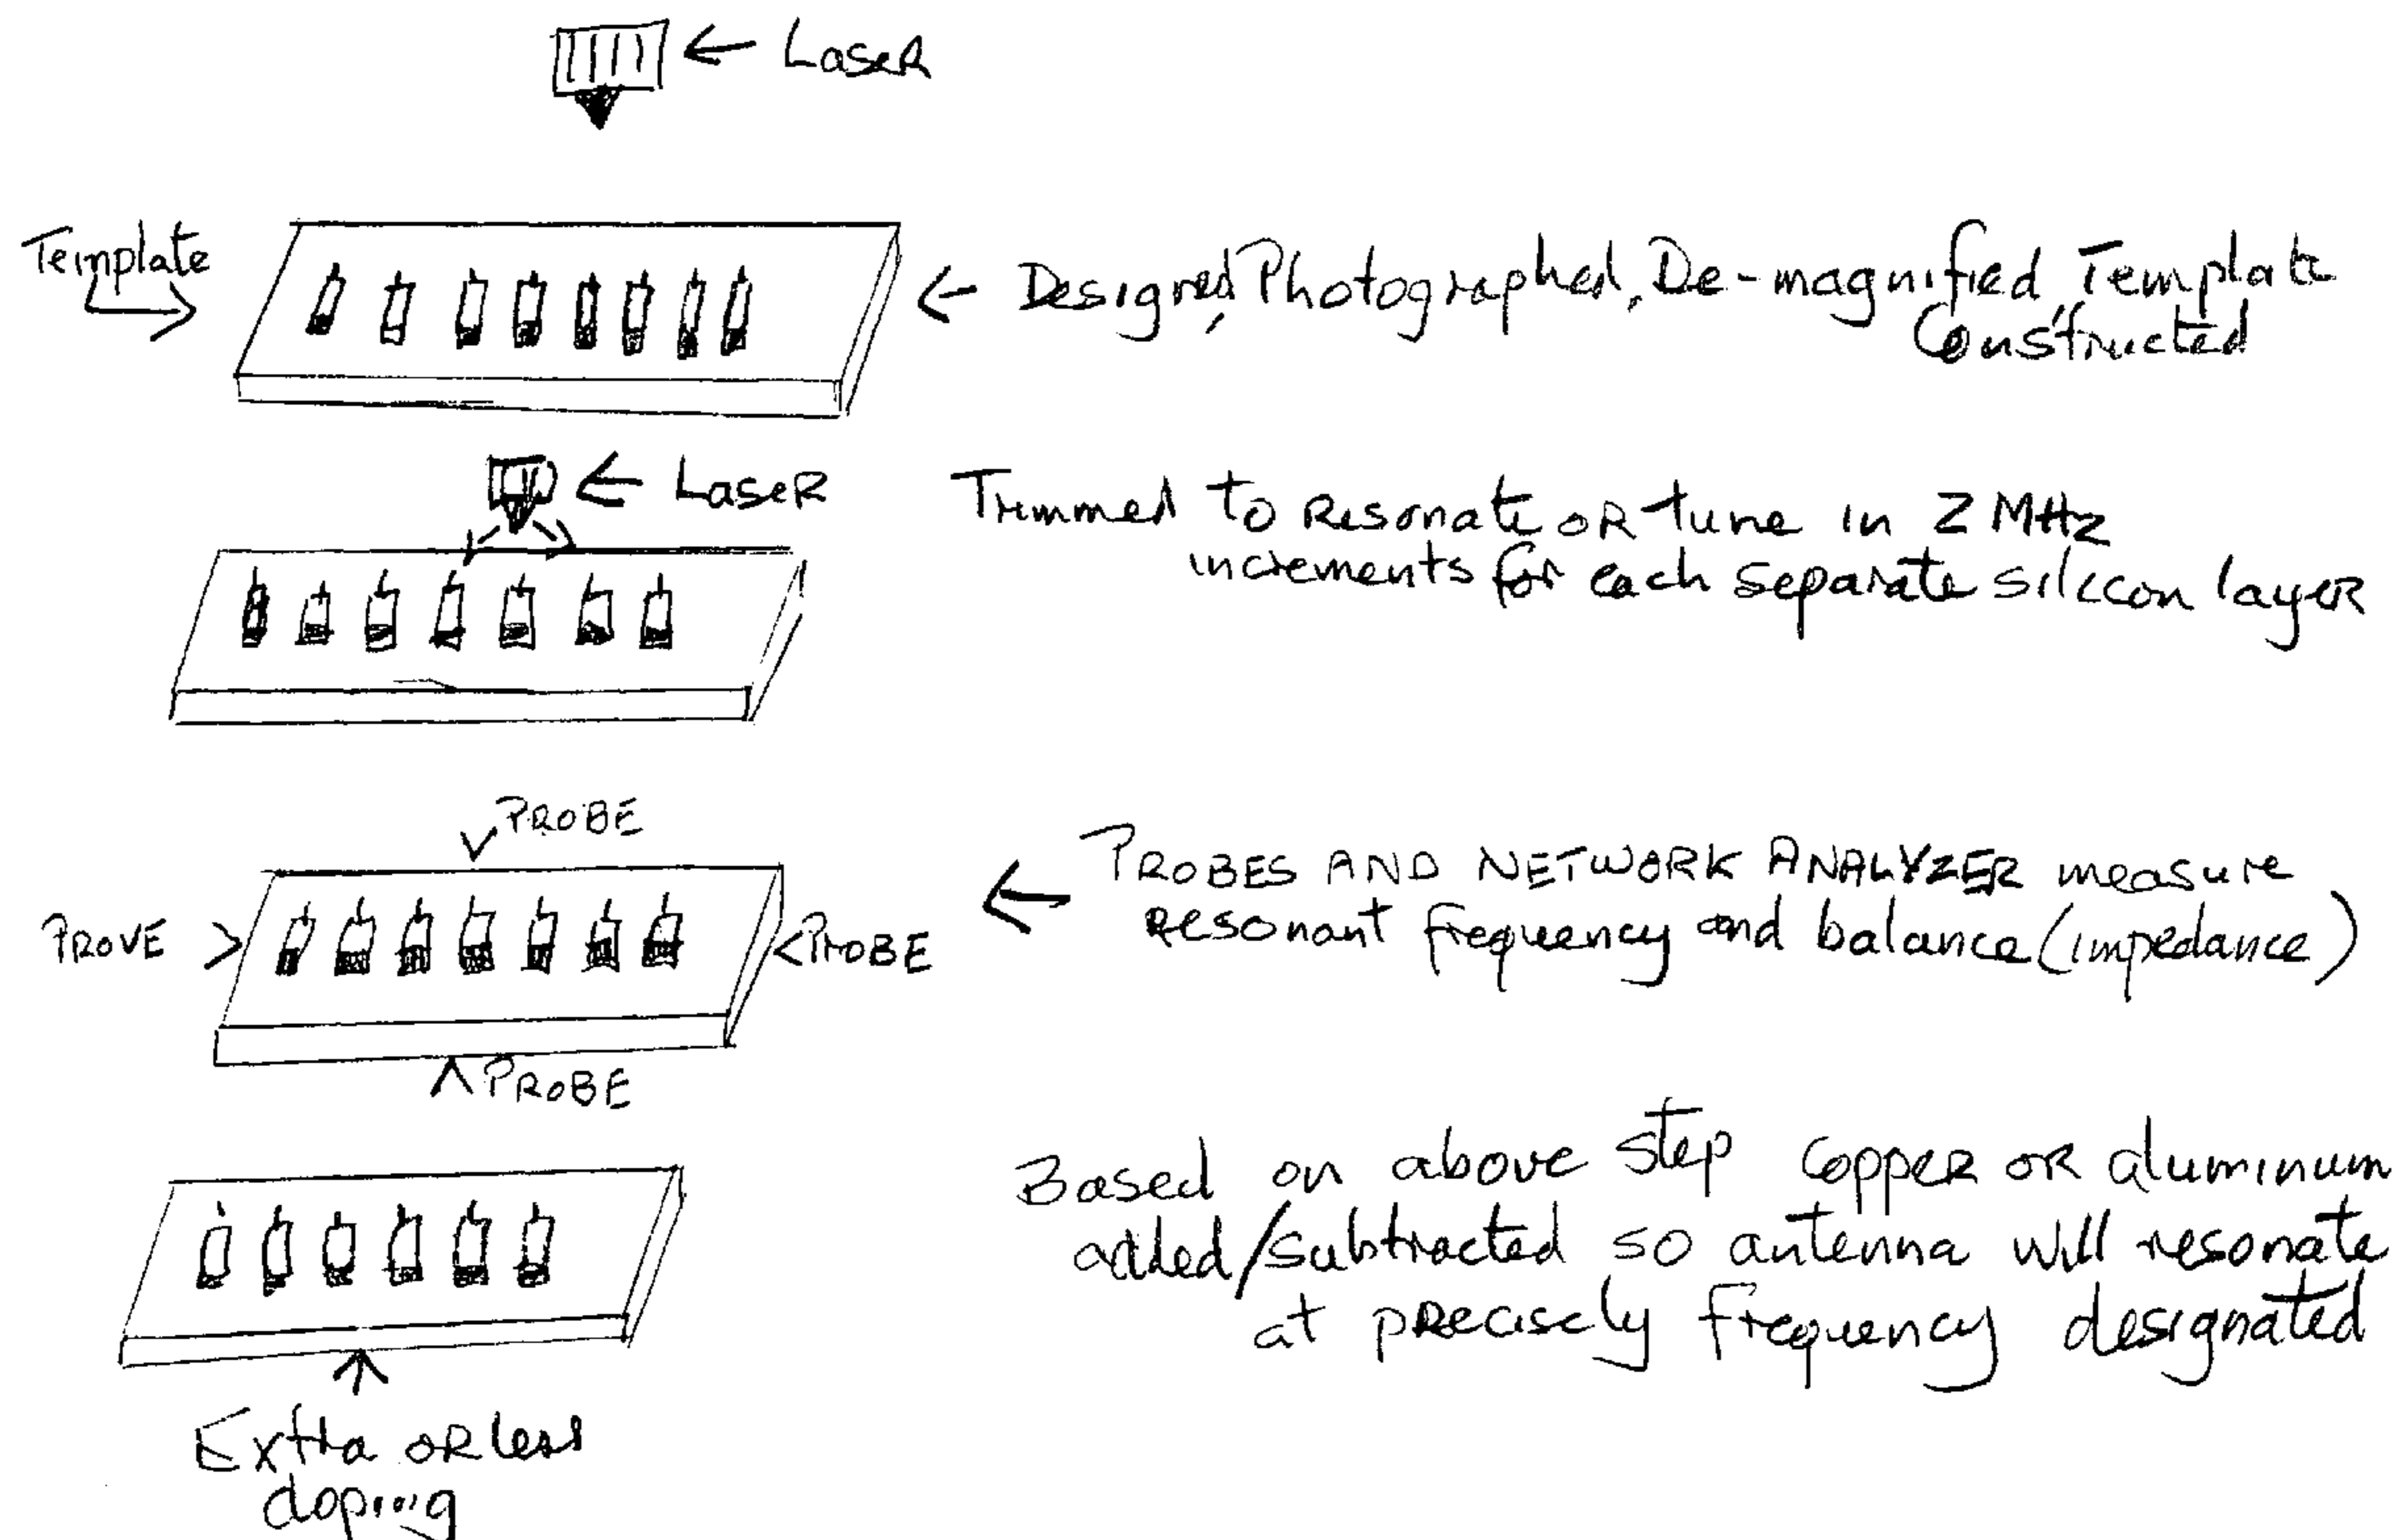 Laser
Template
Designed, Photographed, De-magnified, Template
Constructed
Laser
Trimmed to Resonate or tune in 2 MHz
increments for each separate silicon layer
PROBE
PROVE
PROBE
PROBES AND NETWORK ANALYZER measure
resonant frequency and balance (impedance)
PROBE
Based on above step copper or aluminum
added/subtracted so antenna will resonate
at precisely frequency designated
Extra or less
doping